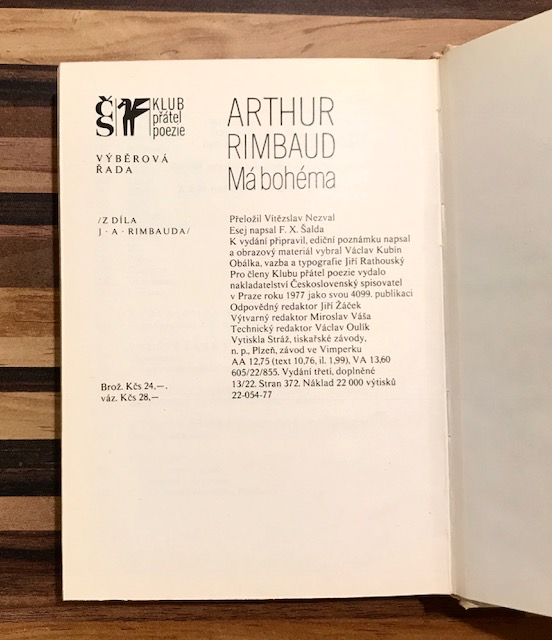 ČS
KLUB
přátel
poezie
VÝBĚROVÁ
ŘADA
/Z DÍLA
J · A · RIMBAUDA/
Brož. Kčs 24,—.
váz. Kčs 28,—
ARTHUR
RIMBAUD
Má bohéma
Přeložil Vítězslav Nezval
Esej napsal F. X. Šalda
K vydání připravil, ediční poznámku napsal
a obrazový materiál vybral Václav Kubín
Obálka, vazba a typografie Jiří Rathouský
Pro členy Klubu přátel poezie vydalo
nakladatelství Československý spisovatel
v Praze roku 1977 jako svou 4099. publikaci
Odpovědný redaktor Jiří Žáček
Výtvarný redaktor Miroslav Váša
Technický redaktor Václav Oulík
Vytiskla Stráž, tiskařské závody,
n. p., Plzeň, závod ve Vimperku
AA 12,75 (text 10,76, il. 1,99), VA 13,60
605/22/855. Vydání třetí, doplněné
13/22. Stran 372. Náklad 22 000 výtisků
22-054-77